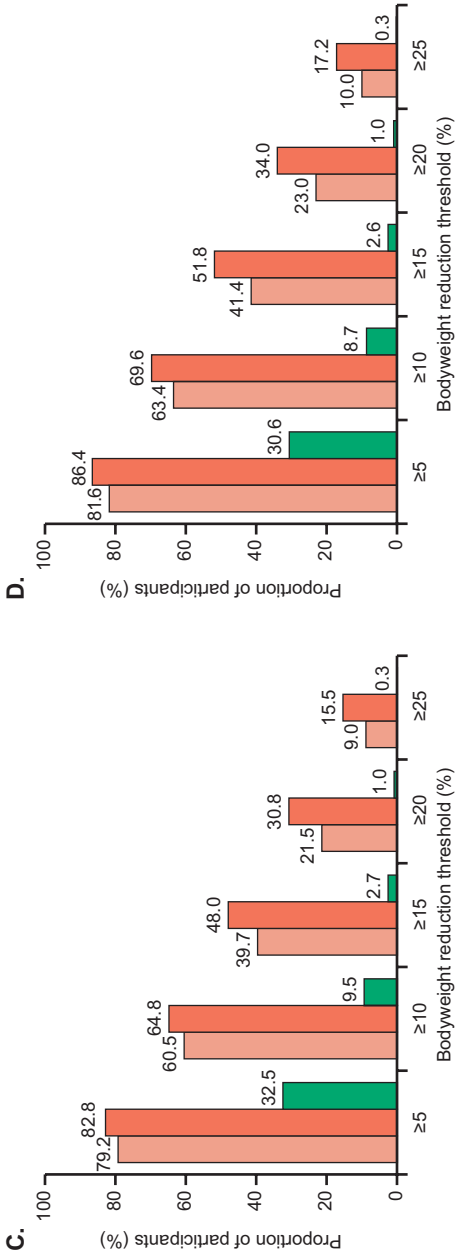 C.
Proportion of participants (%)
100
80
60
40
20
0
79.2 82.8 32.5
60.5 64.8 9.5
39.7 48.0 2.7
21.5 30.8 1.0
9.0 15.5 0.3
≥5 ≥10 ≥15 ≥20 ≥25
Bodyweight reduction threshold (%)
D.
Proportion of participants (%)
100
80
60
40
20
0
81.6 86.4 30.6
63.4 69.6 8.7
41.4 51.8 2.6
23.0 34.0 1.0
10.0 17.2 0.3
≥5 ≥10 ≥15 ≥20 ≥25
Bodyweight reduction threshold (%)